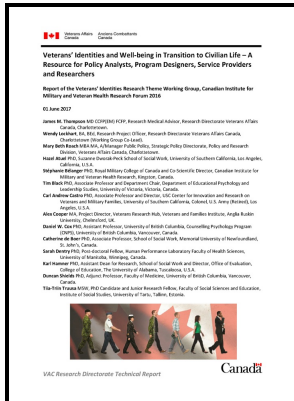 Veterans Affairs
Canada
Anciens Combattants
Canada
Veterans' Identities and Well-being in Transition to Civilian Life – A
Resource for Policy Analysts, Program Designers, Service Providers
and Researchers
Report of the Veterans' Identities Research Theme Working Group, Canadian Institute for
Military and Veteran Health Research Forum 2016
01 June 2017
James M. Thompson MD CCFP(EM) FCFP, Research Medical Advisor, Research Directorate Veterans Affairs
Canada, Charlottetown.
Wendy Lockhart, BA, BEd, Research Project Officer, Research Directorate Veterans Affairs Canada,
Charlottetown (Working Group Co-Lead).
Mary Beth Roach MBA MA, A/Manager Public Policy, Strategic Policy Directorate, Policy and Research
Division, Veterans Affairs Canada, Charlottetown.
Hazel Atuel PhD, Suzanne Dworak-Peck School of Social Work, University of Southern California, Los Angeles,
California, U.S.A.
Stéphanie Bélanger PhD, Royal Military College of Canada and Co-Scientific Director, Canadian Institute for
Military and Veteran Health Research, Kingston, Canada.
Tim Black PhD, Associate Professor and Department Chair, Department of Educational Psychology and
Leadership Studies, University of Victoria, Victoria, Canada.
Carl Andrew Castro PhD, Associate Professor and Director, USC Center for Innovation and Research on
Veterans and Military Families, University of Southern California, Colonel, U.S. Army (Retired), Los
Angeles, U.S.A.
Alex Cooper MA, Project Director, Veterans Research Hub, Veterans and Families Institute, Anglia Ruskin
University, Chelmsford, UK.
Daniel W. Cox PhD, Assistant Professor, University of British Columbia, Counselling Psychology Program
(CNPS), University of British Columbia, Vancouver, Canada.
Catherine de Boer PhD, Associate Professor, School of Social Work, Memorial University of Newfoundland,
St. John's, Canada.
Sarah Dentry PhD, Post-doctoral Fellow, Human Performance Laboratory Faculty of Health Sciences,
University of Manitoba, Winnipeg, Canada.
Karl Hamner PhD, Assistant Dean for Research, School of Social Work and Director, Office of Evaluation,
College of Education, The University of Alabama, Tuscaloosa, U.S.A.
Duncan Shields PhD, Adjunct Professor, Faculty of Medicine, University of British Columbia, Vancouver,
Canada.
Tiia-Triin Truusa MSW, PhD Candidate and Junior Research Fellow, Faculty of Social Sciences and Education,
Institute of Social Studies, University of Tartu, Tallinn, Estonia.
VAC Research Directorate Technical Report
Canada